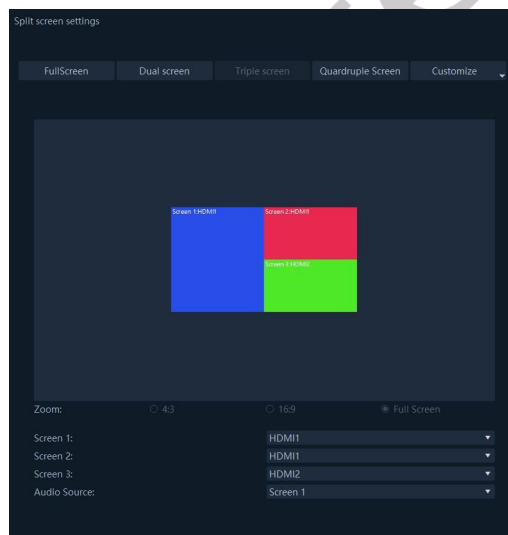 Split screen settings
FullScreen Dual screen Triple screen Quardruple Screen Customize
Screen 1:HDMI1 Screen 2:HDMI1
Screen 3:HDMI2
Zoom: 4:3 16:9 Full Screen
Screen 1: HDMI1
Screen 2: HDMI1
Screen 3: HDMI2
Audio Source: Screen 1